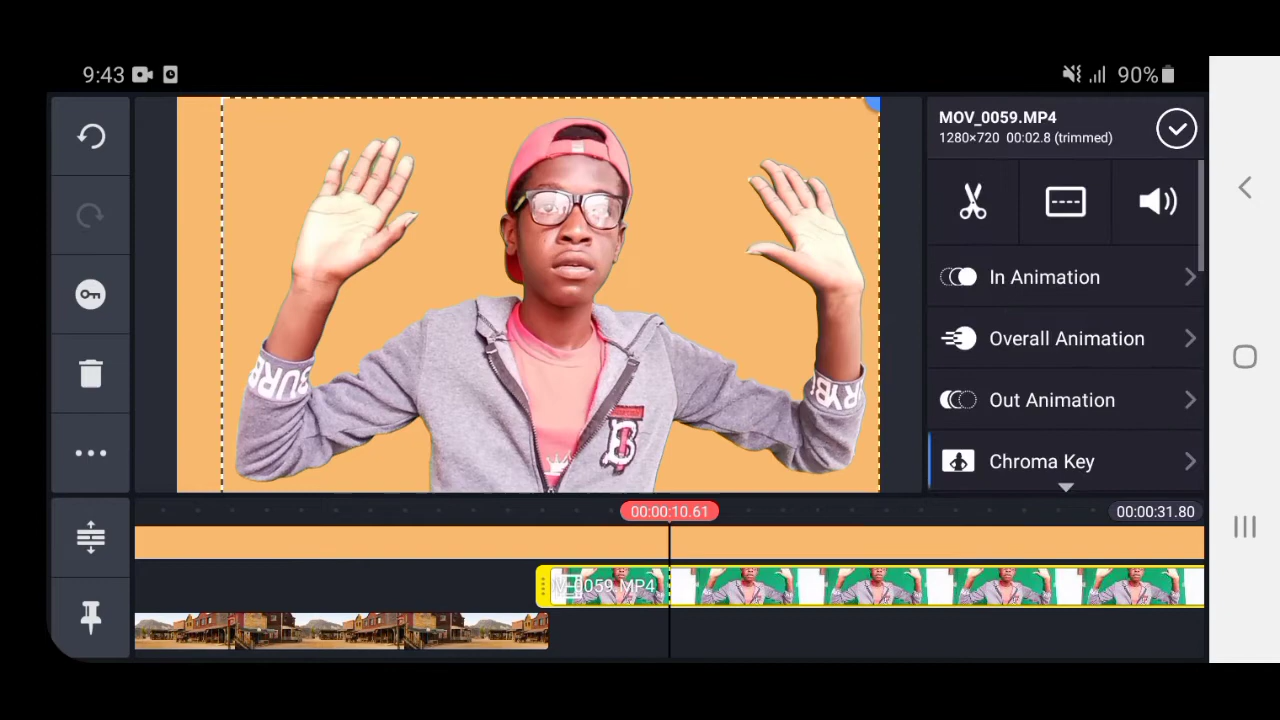 9:43
90%
MOV_0059.MP4
1280×720 00:02.8 (trimmed)
In Animation
Overall Animation
Out Animation
Chroma Key
00:00:10.61
00:00:31.80
0059.MP4